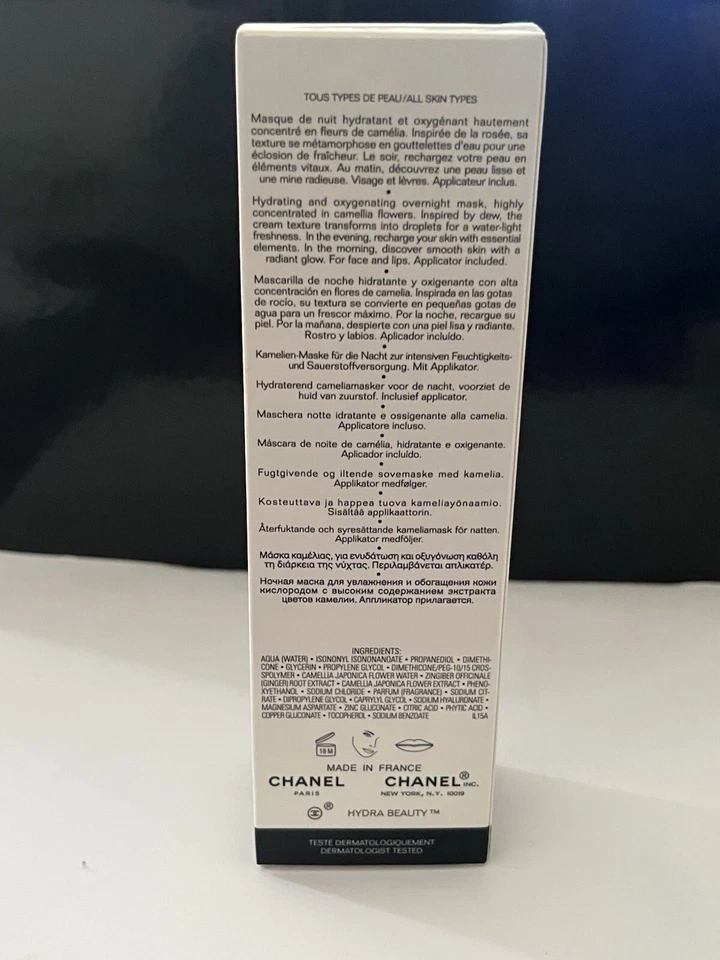 TOUS TYPES DE PEAU/ALL SKIN TYPES
Masque de nuit hydratant et oxygénant hautement
concentré en fleurs de camélia. Inspirée de la rosée, sa
texture se métamorphose en gouttelettes d'eau pour une
éclosion de fraîcheur. Le soir, rechargez votre peau en
éléments vitaux. Au matin, découvrez une peau lisse et
une mine radieuse. Visage et lèvres. Applicateur inclus.
•
Hydrating and oxygenating overnight mask, highly
concentrated in camellia flowers. Inspired by dew, the
cream texture transforms into droplets for a water-light
freshness. In the evening, recharge your skin with essential
elements. In the morning, discover smooth skin with a
radiant glow. For face and lips. Applicator included.
•
Mascarilla de noche hidratante y oxigenante con alta
concentración en flores de camelia. Inspirada en las gotas
de rocío, su textura se convierte en pequeñas gotas de
agua para un frescor máximo. Por la noche, recargue su
piel. Por la mañana, despierte con una piel lisa y radiante.
Rostro y labios. Aplicador incluído.
•
Kamelien-Maske für die Nacht zur intensiven Feuchtigkeits-
und Sauerstoffversorgung. Mit Applikator.
•
Hydraterend cameliamasker voor de nacht, voorziet de
huid van zuurstof. Inclusief applicator.
•
Maschera notte idratante e ossigenante alla camelia.
Applicatore incluso.
•
Máscara de noite de camélia, hidratante e oxigenante.
Aplicador incluído.
•
Fugtgivende og iltende sovemaske med kamelia.
Applikator medfølger.
•
Kosteuttava ja happea tuova kameliayönaamio.
Sisältää applikaattorin.
•
Återfuktande och syresättande kameliamask för natten.
Applikator medföljer.
•
Μάσκα καμέλιας, για ενυδάτωση και οξυγόνωση καθόλη
τη διάρκεια της νύχτας. Περιλαμβάνεται απλικατέρ.
•
Ночная маска для увлажнения и обогащения кожи
кислородом с высоким содержанием экстракта
цветов камелии. Аппликатор прилагается.
INGREDIENTS:
AQUA (WATER) • ISONONYL ISONONANOATE • PROPANEDIOL • DIMETHI-
CONE • GLYCERIN • PROPYLENE GLYCOL • DIMETHICONE/PEG-10/15 CROS-
SPOLYMER • CAMELLIA JAPONICA FLOWER WATER • ZINGIBER OFFICINALE
(GINGER) ROOT EXTRACT • CAMELLIA JAPONICA FLOWER EXTRACT • PHENO-
XYETHANOL • SODIUM CHLORIDE • PARFUM (FRAGRANCE) • SODIUM CIT-
RATE • DIPROPYLENE GLYCOL • CAPRYLYL GLYCOL • SODIUM HYALURONATE •
MAGNESIUM ASPARTATE • ZINC GLUCONATE • CITRIC ACID • PHYTIC ACID •
COPPER GLUCONATE • TOCOPHEROL • SODIUM BENZOATE IL15A
18 M
MADE IN FRANCE
CHANEL CHANEL® INC.
PARIS NEW YORK, N.Y. 10019
® HYDRA BEAUTY™
TESTÉ DERMATOLOGIQUEMENT
DERMATOLOGIST TESTED